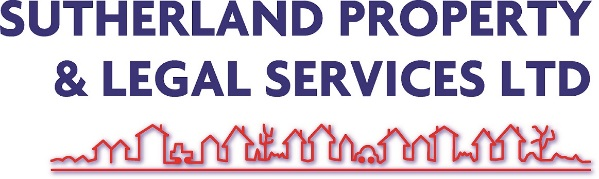 SUTHERLAND PROPERTY
& LEGAL SERVICES LTD